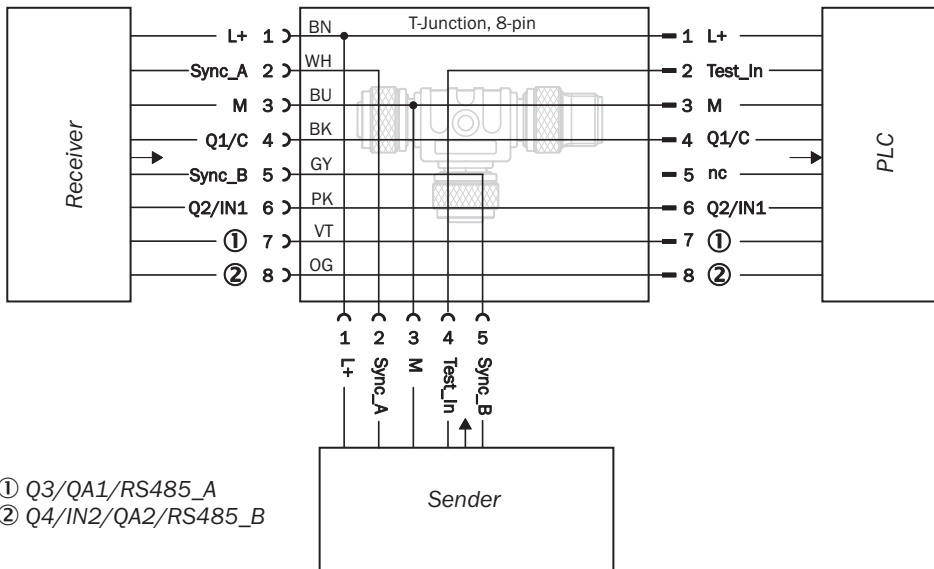 T-Junction, 8-pin
L+ 1 BN 1 L+
Sync_A 2 WH 2 Test_In
M 3 BU 3 M
Q1/C 4 BK 4 Q1/C
Sync_B 5 GY 5 nc
Q2/IN1 6 PK 6 Q2/IN1
① 7 VT 7 ①
② 8 OG 8 ②
Receiver
PLC
1 2 3 4 5
L+ Sync_A M Test_In Sync_B
Sender
① Q3/QA1/RS485_A
② Q4/IN2/QA2/RS485_B